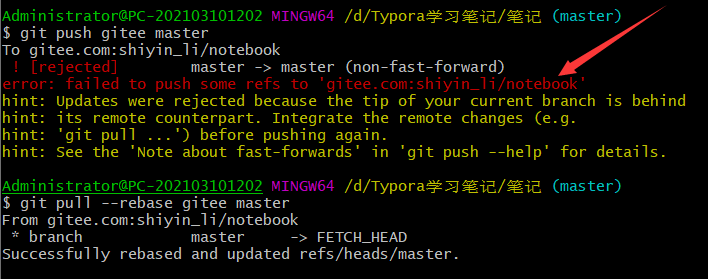 Administrator@PC-202103101202 MINGW64 /d/Typora学习笔记/笔记 (master)
$ git push gitee master
To gitee.com:shiyin_li/notebook
 ! [rejected]        master -> master (non-fast-forward)
error: failed to push some refs to 'gitee.com:shiyin_li/notebook'
hint: Updates were rejected because the tip of your current branch is behind
hint: its remote counterpart. Integrate the remote changes (e.g.
hint: 'git pull ...') before pushing again.
hint: See the 'Note about fast-forwards' in 'git push --help' for details.
Administrator@PC-202103101202 MINGW64 /d/Typora学习笔记/笔记 (master)
$ git pull --rebase gitee master
From gitee.com:shiyin_li/notebook
 * branch            master     -> FETCH_HEAD
Successfully rebased and updated refs/heads/master.